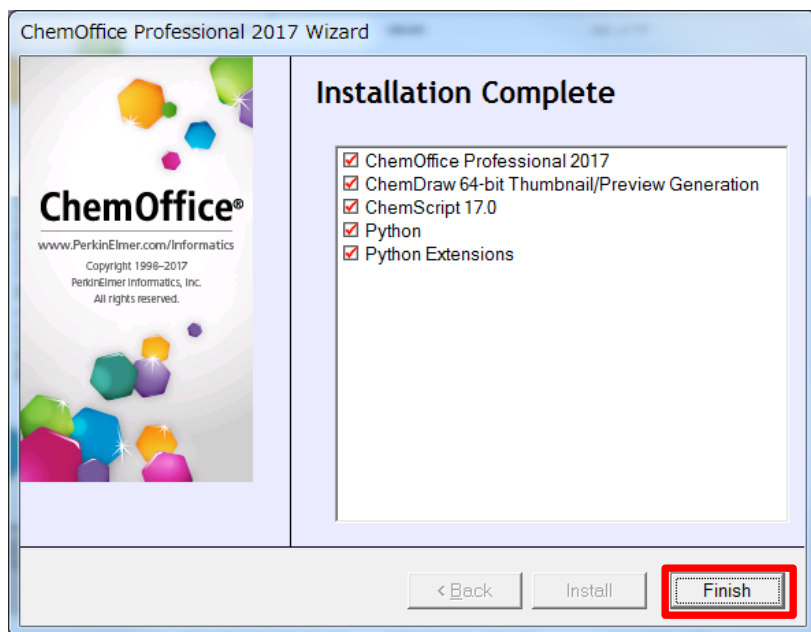 ChemOffice Professional 2017 Wizard
ChemOffice®
www.PerkinElmer.com/Informatics
Copyright 1998–2017
PerkinElmer Informatics, Inc.
All rights reserved.
Installation Complete
ChemOffice Professional 2017
ChemDraw 64-bit Thumbnail/Preview Generation
ChemScript 17.0
Python
Python Extensions
< Back
Install
Finish